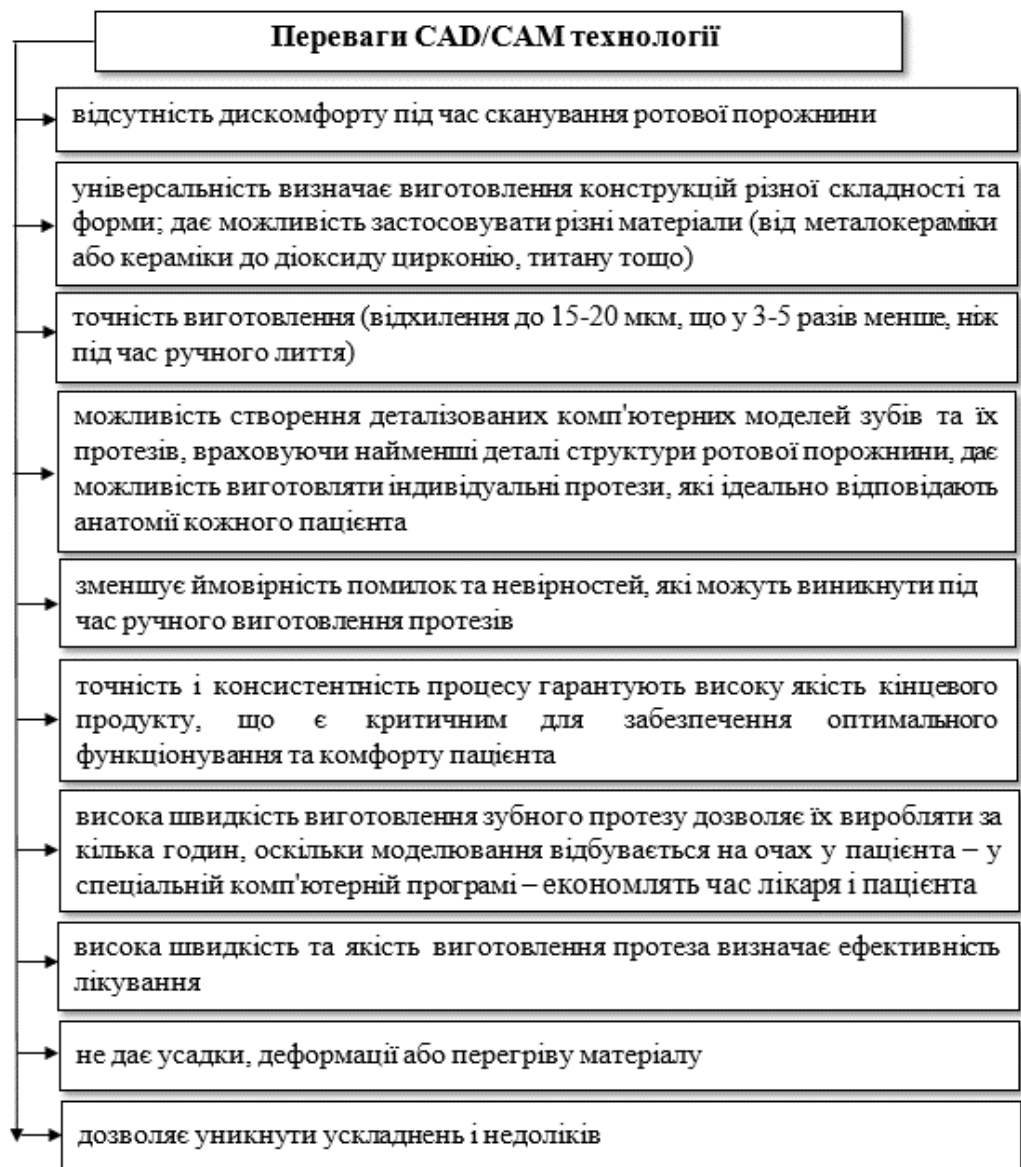 Переваги CAD/CAM технології
відсутність дискомфорту під час сканування ротової порожнини
універсальність визначає виготовлення конструкцій різної складності та
форми; дає можливість застосовувати різні матеріали (від металокераміки
або кераміки до діоксиду цирконію, титану тощо)
точність виготовлення (відхилення до 15-20 мкм, що у 3-5 разів менше, ніж
під час ручного лиття)
можливість створення деталізованих комп'ютерних моделей зубів та їх
протезів, враховуючи найменші деталі структури ротової порожнини, дає
можливість виготовляти індивідуальні протези, які ідеально відповідають
анатомії кожного пацієнта
зменшує ймовірність помилок та невірностей, які можуть виникнути під
час ручного виготовлення протезів
точність і консистентність процесу гарантують високу якість кінцевого
продукту, що є критичним для забезпечення оптимального
функціонування та комфорту пацієнта
висока швидкість виготовлення зубного протезу дозволяє їх виробляти за
кілька годин, оскільки моделювання відбувається на очах у пацієнта – у
спеціальній комп'ютерній програмі – економлять час лікаря і пацієнта
висока швидкість та якість виготовлення протеза визначає ефективність
лікування
не дає усадки, деформації або перегріву матеріалу
дозволяє уникнути ускладнень і недоліків